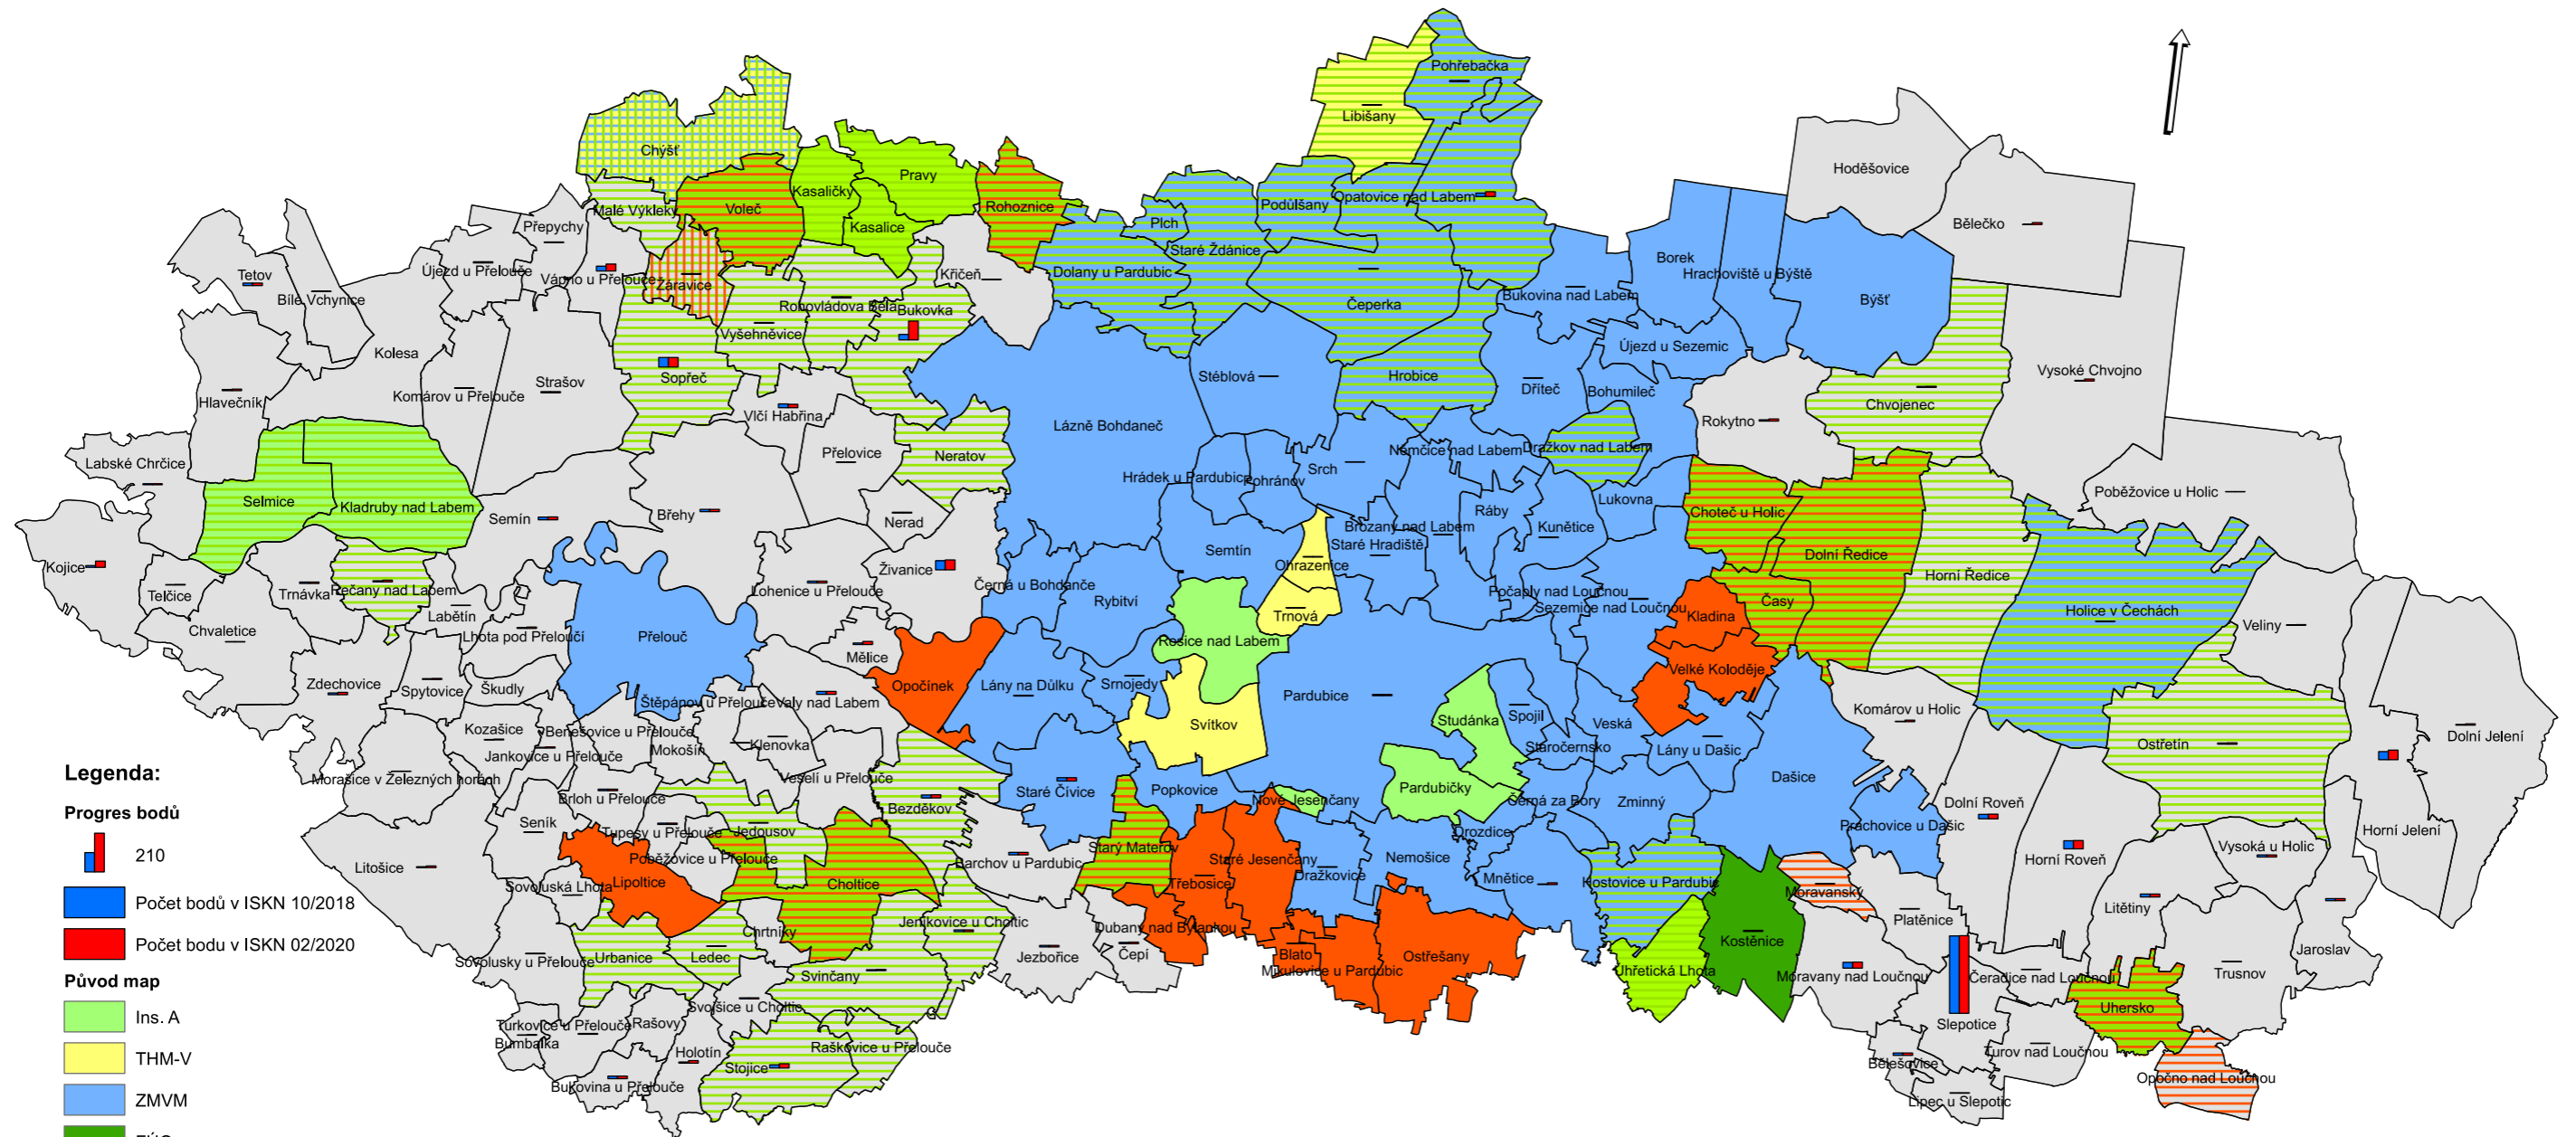 Pohřebačka
Libišany
Chýšť
Hoděšovice
Pravy
Kasaličky
Opatovice nad Labem
Podůlšany
Rohoznice
Voleč
Malé Výkleky
Plch
Bělečko
Přepychy
Kasalice
Staré Ždánice
Borek
Hrachoviště u Býště
Dolany u Pardubic
Křičeň
Újezd u Přelouče
Tetov
Vápno u Přelouče
Žáravice
Bílé Vchynice
Bukovina nad Labem
Býšť
Čeperka
Rohovládova Bělá
Bukovka
Vyšehněvice
Újezd u Sezemic
Kolesa
Vysoké Chvojno
Stéblová
Hrobice
Sopřeč
Strašov
Dříteč
Bohumileč
Komárov u Přelouče
Hlavečník
Chvojenec
Vlčí Habřina
Rokytno
Lázně Bohdaneč
Přelovice
Neratov
Němčice nad Labem
Dražkov nad Labem
Labské Chrčice
Srch
Hrádek u Pardubic
Pohránov
Poběžovice u Holic
Selmice
Kladruby nad Labem
Lukovna
Semín
Břehy
Nerad
Ráby
Choteč u Holic
Brozany nad Labem
Kunětice
Staré Hradiště
Semtín
Dolní Ředice
Kojice
Živanice
Ohrazenice
Horní Ředice
Černá u Bohdanče
Telčice
Trnávka
Řečany nad Labem
Lohenice u Přelouče
Počaply nad Loučnou
Rybitví
Časy
Sezemice nad Loučnou
Holice v Čechách
Labětín
Trnová
Kladina
Veliny
Chvaletice
Lhota pod Přeloučí
Přelouč
Rosice nad Labem
Mělice
Velké Koloděje
Zdechovice
Spytovice
Škudly
Opočínek
Lány na Důlku
Srnojedy
Pardubice
Štěpánov u Přelouče
Valy nad Labem
Komárov u Holic
Studánka
Spojil
Svítkov
Veská
Kozašice
Benešovice u Přelouče
Mokošín
Klenovka
Staročernsko
Lány u Dašic
Ostřetín
Dolní Jelení
Jankovice u Přelouče
Morašice v Železných horách
Veselí u Přelouče
Dašice
Legenda:
Staré Čívice
Popkovice
Pardubičky
Brloh u Přelouče
Nové Jesenčany
Černá za Bory
Zminný
Dolní Roveň
Bezděkov
Progres bodů
Seník
Tupesy u Přelouče
Jedousov
Drozdice
Prachovice u Dašic
Horní Jelení
210
Starý Mateřov
Vysoká u Holic
Poběžovice u Přelouče
Barchov u Pardubic
Staré Jesenčany
Nemošice
Horní Roveň
Litošice
Dražkovice
Lipoltice
Choltice
Třebosice
Mnětice
Hostovice u Pardubic
Sovoluská Lhota
Moravanský
Počet bodů v ISKN 10/2018
Litětiny
Platěnice
Jeníkovice u Choltic
Dubany nad Bylankou
Chrtníky
Kostěnice
Počet bodu v ISKN 02/2020
Jaroslav
Čepí
Blato
Ostřešany
Jezbořice
Urbanice
Ledec
Sovolusky u Přelouče
Mikulovice u Pardubic
Úhřetická Lhota
Trusnov
Svinčany
Moravany nad Loučnou
Čeradice nad Loučnou
Původ map
Svojšice u Choltic
Uhersko
Ins. A
Turkovice u Přelouče
Rašovy
Slepotice
Bumbalka
Raškovice u Přelouče
Holotín
Turov nad Loučnou
THM-V
Stojice
Bělešovice
Opočno nad Loučnou
Bukovina u Přelouče
ZMVM
Lipec u Slepotic